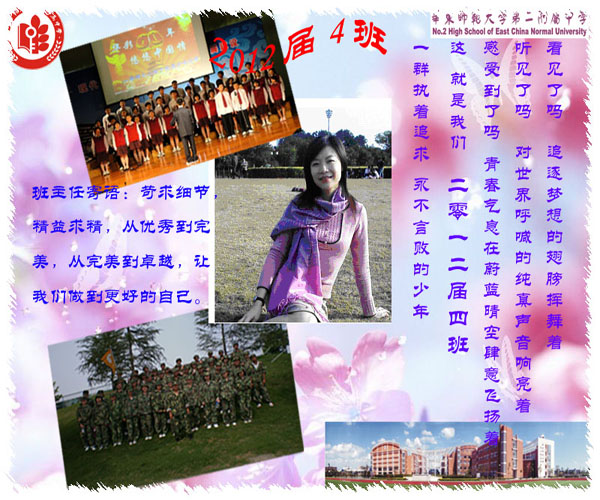 华东师范大学第二附属中学
No.2 High School of East China Normal University
2012届4班
看见了吗 追逐梦想的翅膀挥舞着
听见了吗 对世界呼喊的纯真声音响亮着
感受到了吗 青春气息在蔚蓝晴空肆意飞扬着
这就是我们 二零一二届四班
一群执着追求 永不言败的少年
班主任寄语：苛求细节，
精益求精，从优秀到完
美，从完美到卓越，让
我们做到更好的自己。